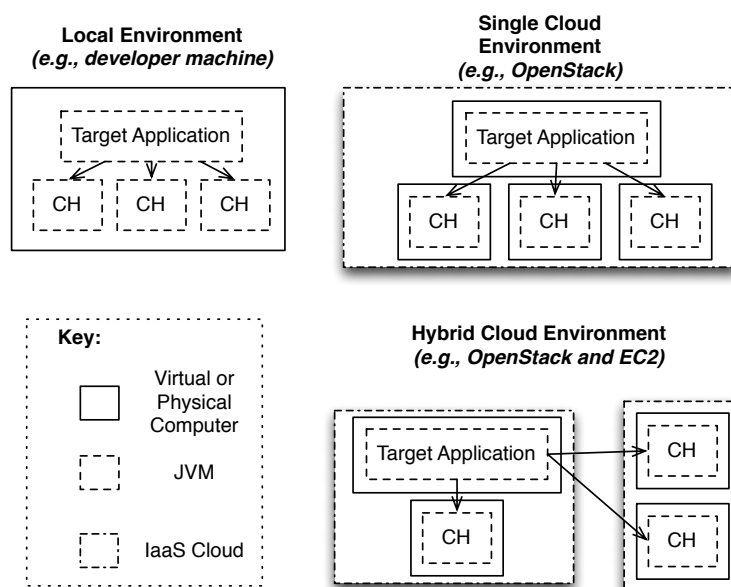 Local Environment
(e.g., developer machine)
Target Application
CH
CH
CH
Single Cloud
Environment
(e.g., OpenStack)
Target Application
CH
CH
CH
Key:
Virtual or
Physical
Computer
JVM
IaaS Cloud
Hybrid Cloud Environment
(e.g., OpenStack and EC2)
Target Application
CH
CH
CH